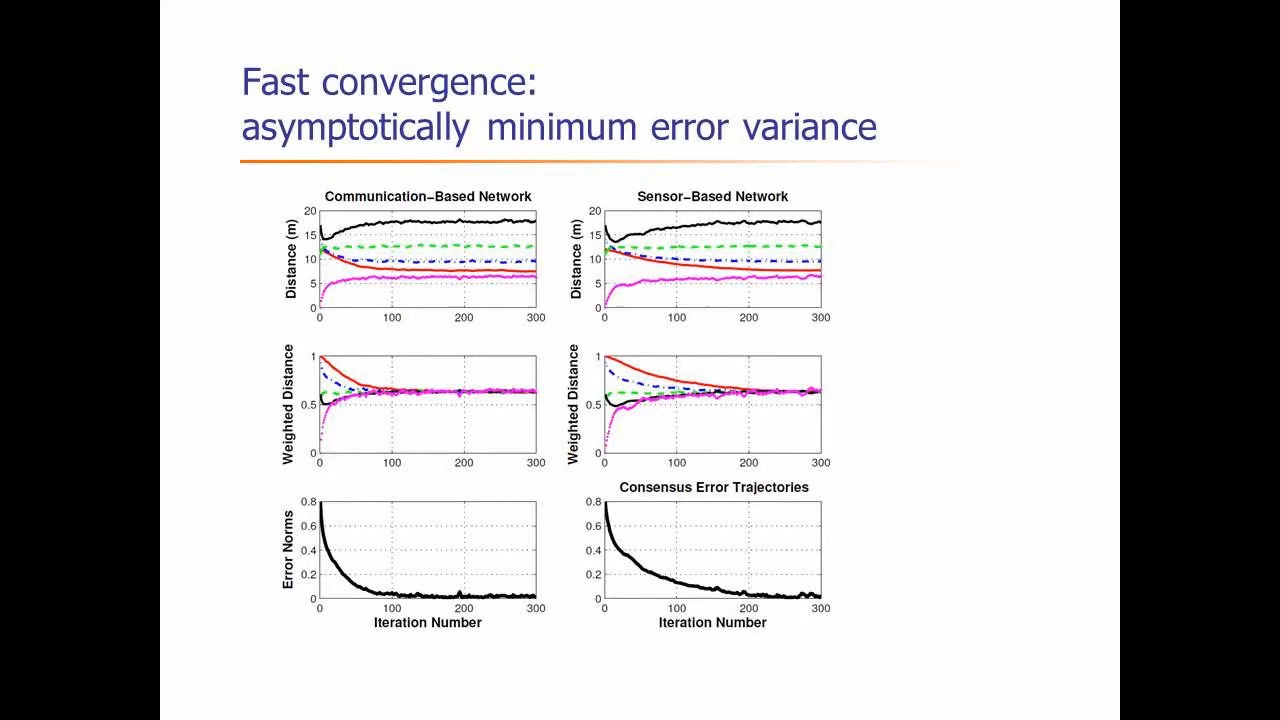 Fast convergence:
asymptotically minimum error variance
Communication−Based Network
Distance (m)
20
15
10
5
0
0 100 200 300
Sensor−Based Network
Distance (m)
20
15
10
5
0
0 100 200 300
Weighted Distance
1
0.5
0
0 100 200 300
Weighted Distance
1
0.5
0
0 100 200 300
Error Norms
0.8
0.6
0.4
0.2
0
0 100 200 300
Iteration Number
Consensus Error Trajectories
0.8
0.6
0.4
0.2
0
0 100 200 300
Iteration Number